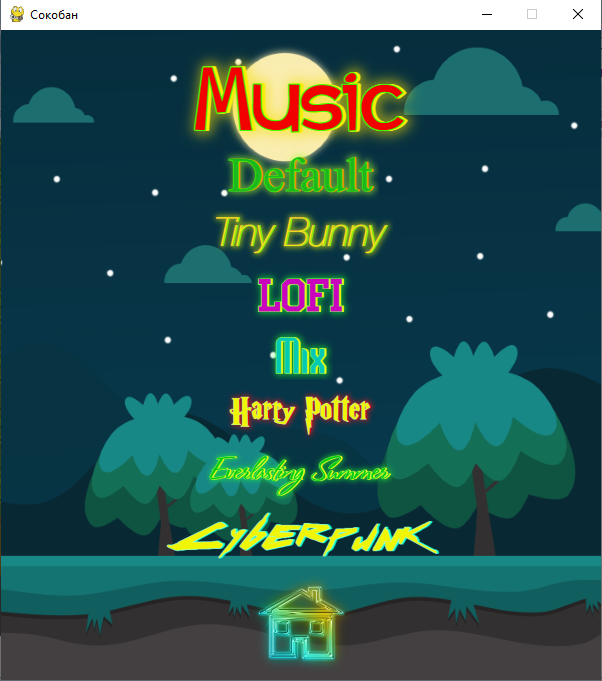 Сокобан
Music
Default
Tiny Bunny
LOFI
Mix
Harry Potter
Everlasting Summer
CYBERPUNK